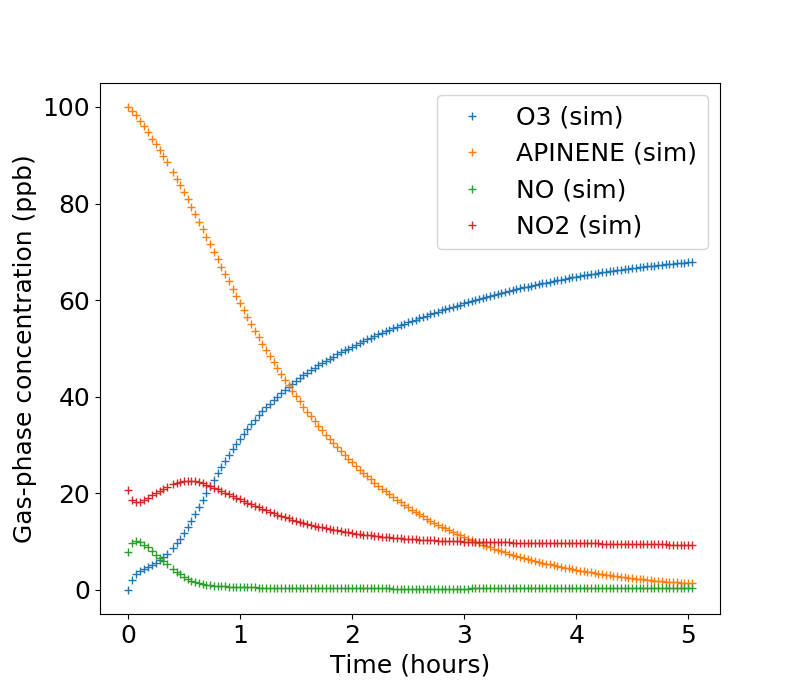 O3 (sim)
APINENE (sim)
NO (sim)
NO2 (sim)
Gas-phase concentration (ppb)
100
80
60
40
20
0
0 1 2 3 4 5
Time (hours)